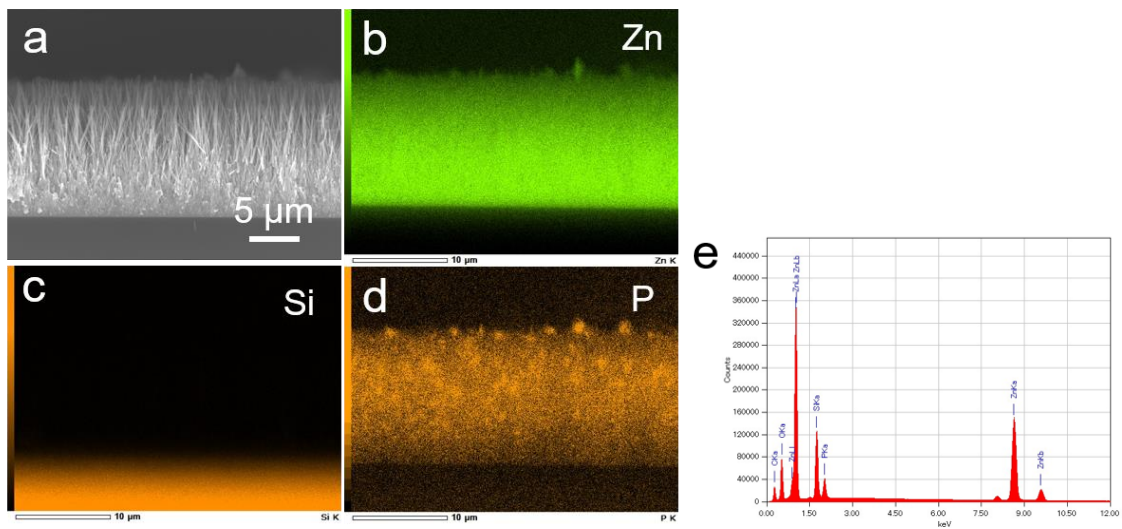 a
5 μm
b
Zn
10 μm
Zn K
c
Si
10 μm
Si K
d
P
10 μm
P K
e
Counts
440000
400000
360000
320000
280000
240000
200000
160000
120000
80000
40000
0
OKa
OKa
ZnLl
ZnLa ZnLb
SiKa
PKa
ZnKa
ZnKb
0.00 1.50 3.00 4.50 6.00 7.50 9.00 10.50 12.00
keV